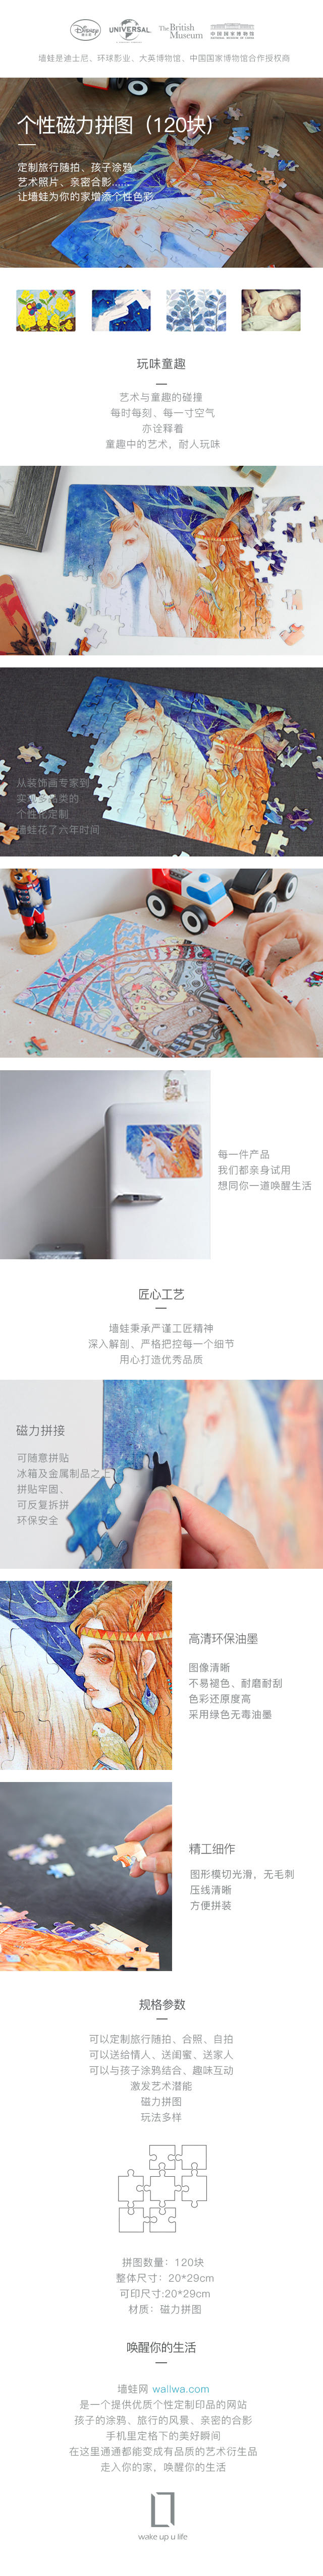 Disney
迪士尼
UNIVERSAL
The British
Museum
中国国家博物馆
NATIONAL MUSEUM OF CHINA
墙蛙是迪士尼、环球影业、大英博物馆、中国国家博物馆合作授权商
个性磁力拼图（120块）
定制旅行随拍、孩子涂鸦、
艺术照片、亲密合影......
让墙蛙为你的家增添个性色彩
玩味童趣
艺术与童趣的碰撞
每时每刻、每一寸空气
亦诠释着
童趣中的艺术，耐人玩味
从装饰画专家到
实现多品类的
个性化定制
墙蛙花了六年时间
每一件产品
我们都亲身试用
想同你一道唤醒生活
匠心工艺
墙蛙秉承严谨工匠精神
深入解剖、严格把控每一个细节
用心打造优秀品质
磁力拼接
可随意拼贴
冰箱及金属制品之上
拼贴牢固、
可反复拆拼
环保安全
高清环保油墨
图像清晰
不易褪色、耐磨耐刮
色彩还原度高
采用绿色无毒油墨
精工细作
图形模切光滑，无毛刺
压线清晰
方便拼装
规格参数
可以定制旅行随拍、合照、自拍
可以送给情人、送闺蜜、送家人
可以与孩子涂鸦结合、趣味互动
激发艺术潜能
磁力拼图
玩法多样
拼图数量：120块
整体尺寸：20*29cm
可印尺寸:20*29cm
材质：磁力拼图
唤醒你的生活
墙蛙网 wallwa.com
是一个提供优质个性定制印品的网站
孩子的涂鸦、旅行的风景、亲密的合影
手机里定格下的美好瞬间
在这里通通都能变成有品质的艺术衍生品
走入你的家，唤醒你的生活
wake up u life